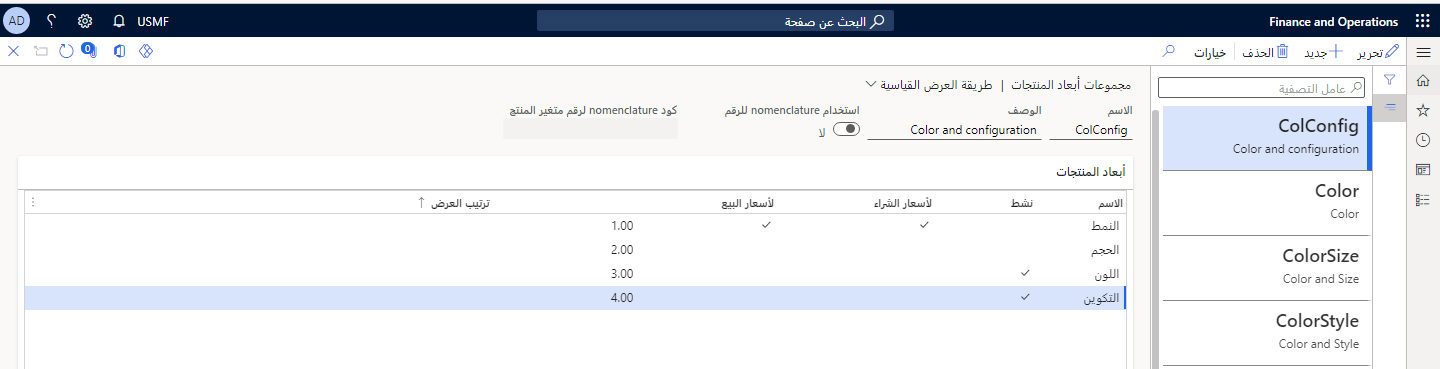 Finance and Operations
البحث عن صفحة
USMF
AD
تحرير
جديد
الحذف
خيارات
0
عامل التصفية
ColConfig
Color and configuration
Color
Color
ColorSize
Color and Size
ColorStyle
Color and Style
مجموعات أبعاد المنتجات | طريقة العرض القياسية
الاسم الوصف استخدام nomenclature للرقم كود nomenclature لرقم متغير المنتج
ColConfig Color and configuration لا
أبعاد المنتجات
الاسم نشط لأسعار الشراء لأسعار البيع ترتيب العرض
النمط 1.00
الحجم 2.00
اللون 3.00
التكوين 4.00